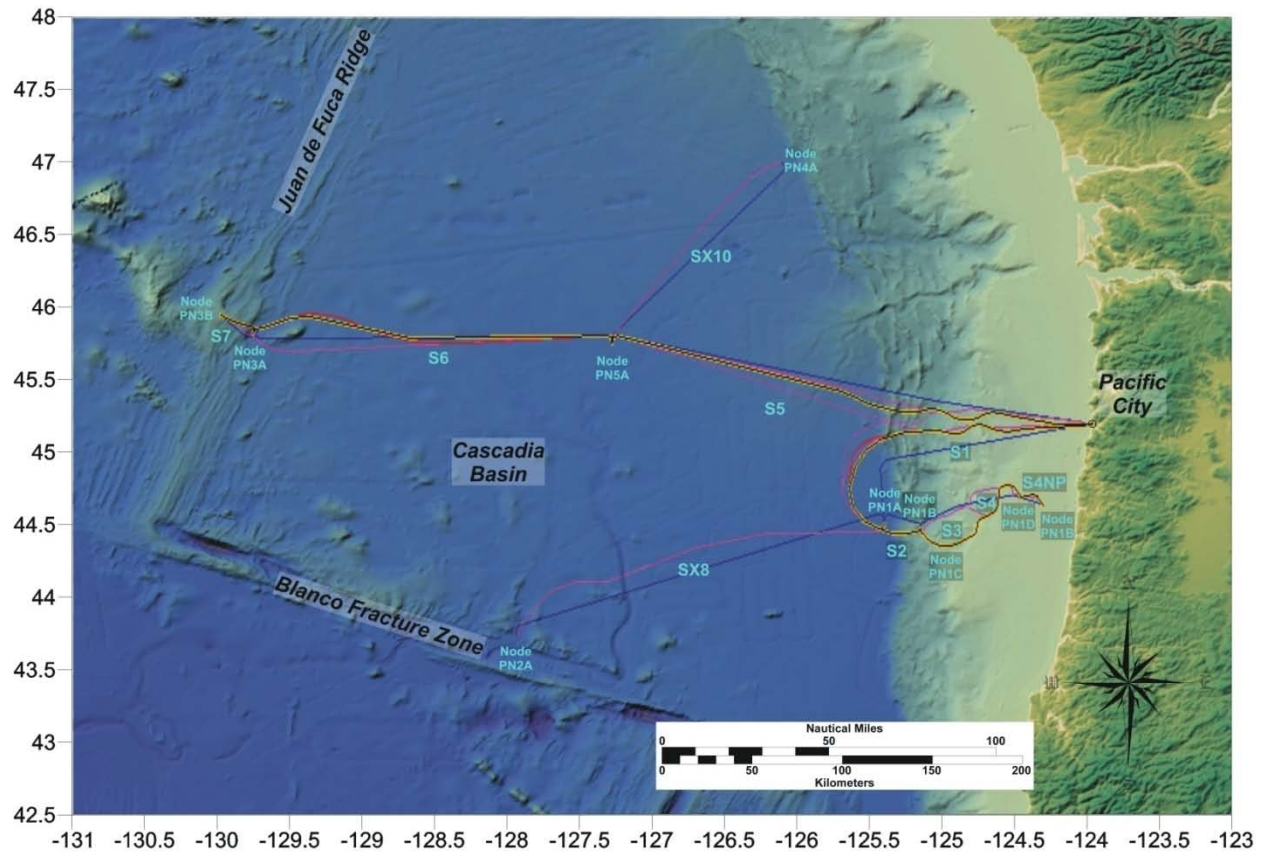 48
47.5
47
46.5
46
45.5
45
44.5
44
43.5
43
42.5
-131
-130.5
-130
-129.5
-129
-128.5
-128
-127.5
-127
-126.5
-126
-125.5
-125
-124.5
-124
-123.5
-123
Juan de Fuca Ridge
Node
PN4A
SX10
Node
PN3B
S7
Node
PN3A
S6
Node
PN5A
S5
Pacific
City
Cascadia
Basin
S1
Node
PN1A
Node
PN1B
S4NP
S4
Node
PN1D
Node
PN1B
S3
S2
Node
PN1C
SX8
Blanco Fracture Zone
Node
PN2A
Nautical Miles
0
50
100
0
50
100
150
200
Kilometers